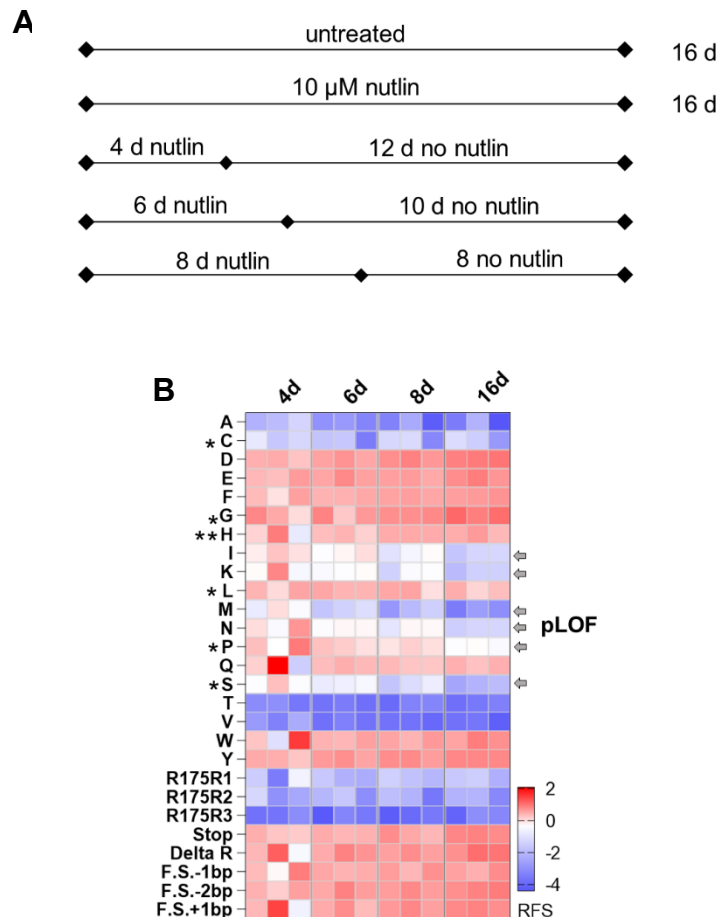 A
untreated
16 d
10 µM nutlin
16 d
4 d nutlin 12 d no nutlin
6 d nutlin 10 d no nutlin
8 d nutlin 8 no nutlin
B
4d 6d 8d 16d
A
* C
D
E
F
*G
**H
I
K
* L
M
N
pLOF
*P
Q
*S
T
V
W
Y
R175R1
R175R2
R175R3
Stop
Delta R
F.S.-1bp
F.S.-2bp
F.S.+1bp
2
0
-2
-4
RFS